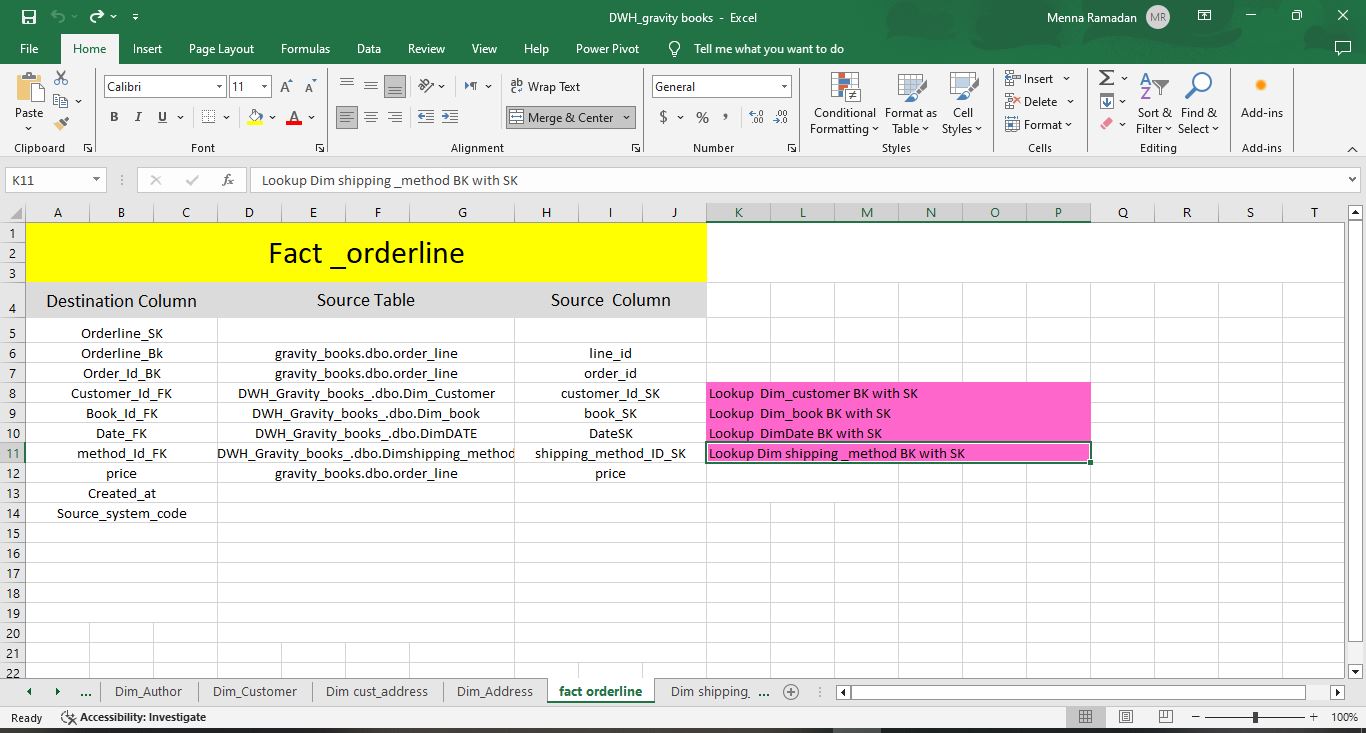 DWH_gravity books - Excel
Menna Ramadan MR
File Home Insert Page Layout Formulas Data Review View Help Power Pivot Tell me what you want to do
Paste
Clipboard
Calibri 11 A A
B I U A
Font
ab Wrap Text
Merge & Center
Alignment
General
$ % , .00 .00
Number
Conditional Formatting
Format as Table
Cell Styles
Styles
Insert
Delete
Format
Cells
Sort & Filter
Find & Select
Editing
Add-ins
Add-ins
K11 fx Lookup Dim shipping _method BK with SK
A B C D E F G H I J K L M N O P Q R S T
1
2 Fact _orderline
3
4 Destination Column Source Table Source Column
5 Orderline_SK
6 Orderline_Bk gravity_books.dbo.order_line line_id
7 Order_Id_BK gravity_books.dbo.order_line order_id
8 Customer_Id_FK DWH_Gravity_books_.dbo.Dim_Customer customer_Id_SK Lookup Dim_customer BK with SK
9 Book_Id_FK DWH_Gravity_books_.dbo.Dim_book book_SK Lookup Dim_book BK with SK
10 Date_FK DWH_Gravity_books_.dbo.DimDATE DateSK Lookup DimDate BK with SK
11 method_Id_FK DWH_Gravity_books_.dbo.Dimshipping_method shipping_method_ID_SK Lookup Dim shipping _method BK with SK
12 price gravity_books.dbo.order_line price
13 Created_at
14 Source_system_code
15
16
17
18
19
20
21
22
... Dim_Author Dim_Customer Dim cust_address Dim_Address fact orderline Dim shipping_ ...
Ready Accessibility: Investigate 100%